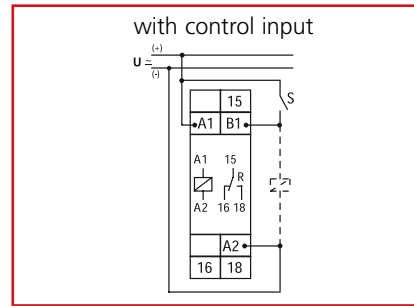 with control input
(+)
U ≂
(-)
15
S
A1 B1
A1 15
R
A2 16 18
A2
16 18